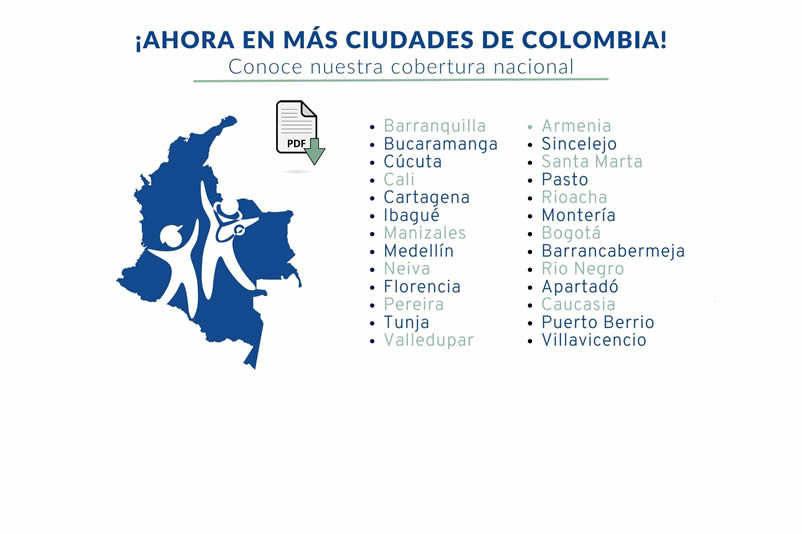 ¡AHORA EN MÁS CIUDADES DE COLOMBIA!
Conoce nuestra cobertura nacional
PDF
• Barranquilla
• Bucaramanga
• Cúcuta
• Cali
• Cartagena
• Ibagué
• Manizales
• Medellín
• Neiva
• Florencia
• Pereira
• Tunja
• Valledupar
• Armenia
• Sincelejo
• Santa Marta
• Pasto
• Rioacha
• Montería
• Bogotá
• Barrancabermeja
• Rio Negro
• Apartadó
• Caucasia
• Puerto Berrio
• Villavicencio